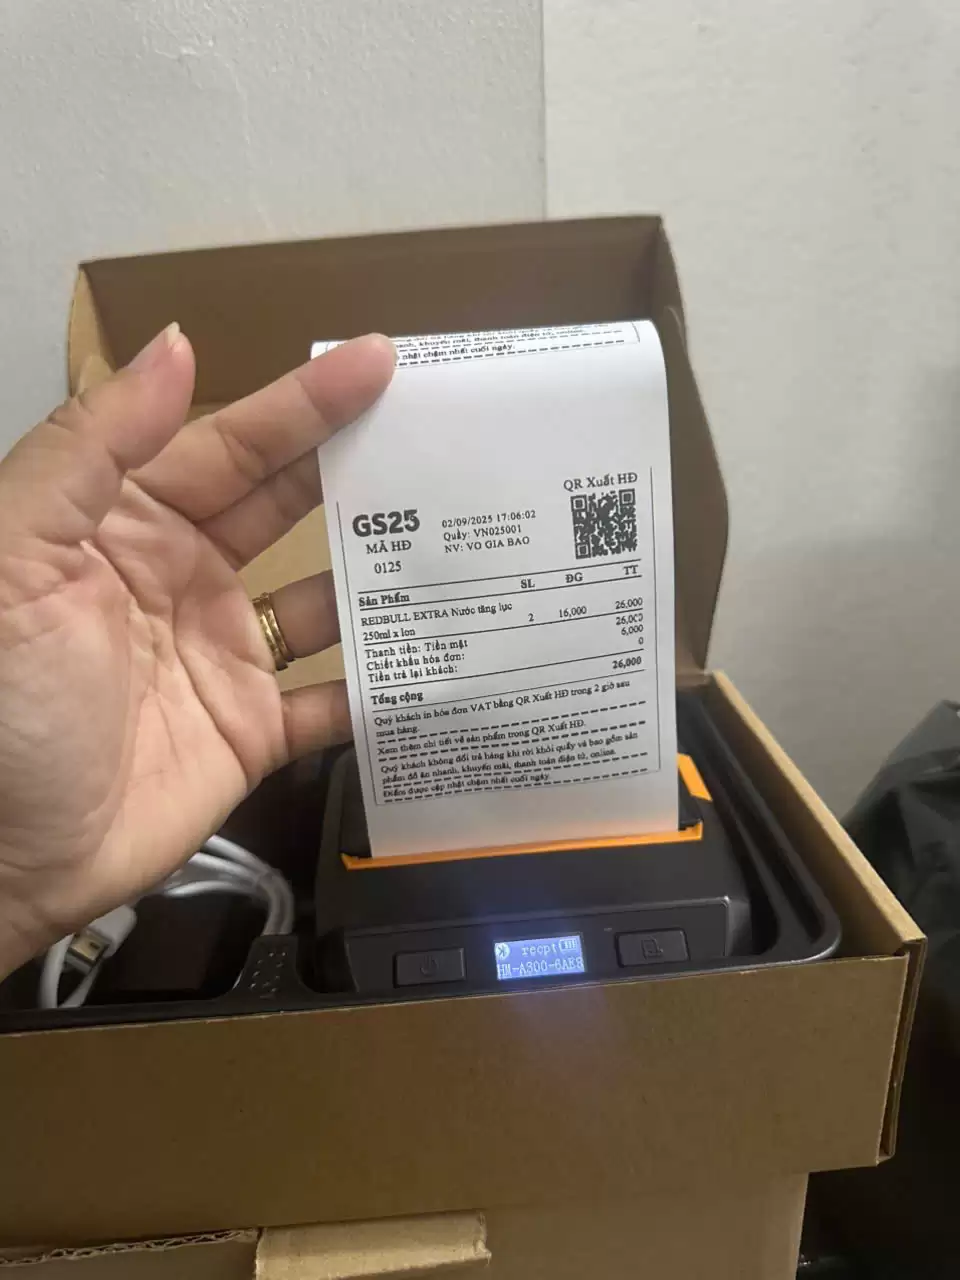 nhật chậm nhất cuối ngày.
QR Xuất HĐ
GS25
MÃ HĐ
0125
02/09/2025 17:06:02
Quầy: VN025001
NV: VO GIA BAO
Sản Phẩm SL ĐG TT
REDBULL EXTRA Nước tăng lực
250ml x lon 2 16,000 26,000
Thanh tiền: Tiền mặt 26,000
Chiết khấu hóa đơn: 6,000
Tiền trả lại khách: 0
Tổng cộng 26,000
Quý khách in hóa đơn VAT bằng QR Xuất HĐ trong 2 giờ sau
mua hàng.
Xem thêm chi tiết về sản phẩm trong QR Xuất HĐ.
Quý khách không đổi trả hàng khi rời khỏi quầy và bao gồm sản
phẩm đồ ăn nhanh, khuyến mãi, thanh toán điện tử, online.
Điểm được cập nhật chậm nhất cuối ngày.
recpt
HM-A300-6AE8